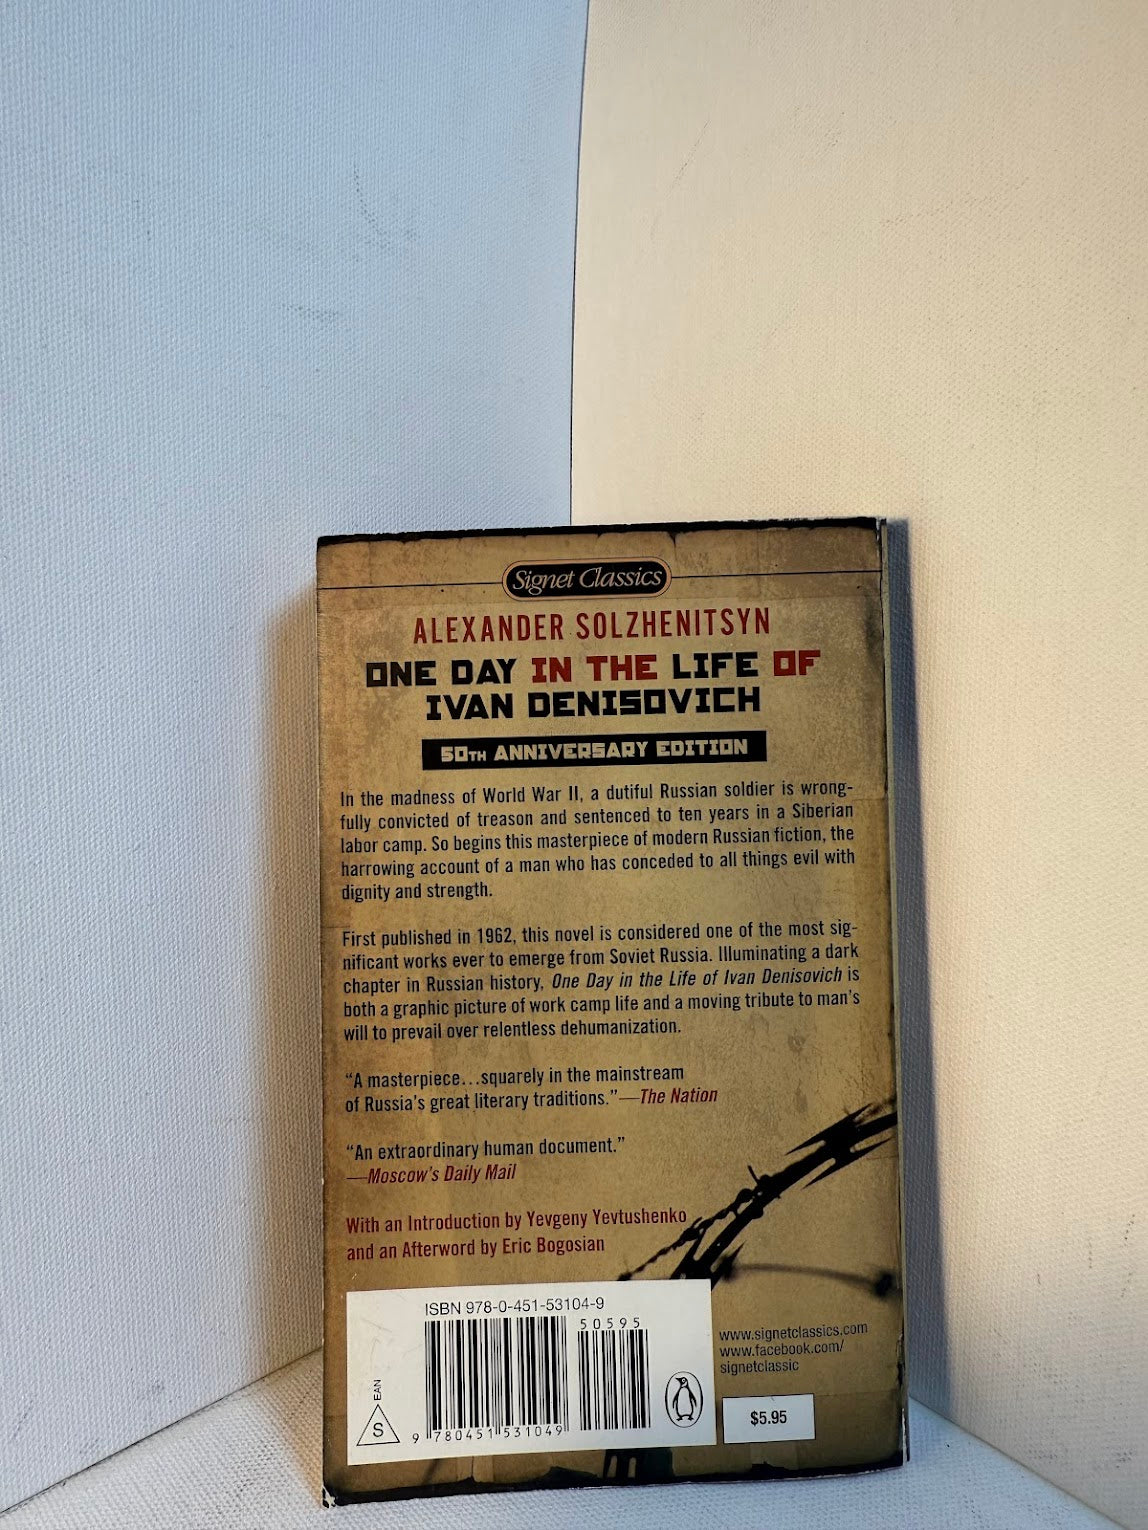 Signet Classics
ALEXANDER SOLZHENITSYN
ONE DAY IN THE LIFE OF
IVAN DENISOVICH
50TH ANNIVERSARY EDITION
In the madness of World War II, a dutiful Russian soldier is wrong-
fully convicted of treason and sentenced to ten years in a Siberian
labor camp. So begins this masterpiece of modern Russian fiction, the
harrowing account of a man who has conceded to all things evil with
dignity and strength.
First published in 1962, this novel is considered one of the most sig-
nificant works ever to emerge from Soviet Russia. Illuminating a dark
chapter in Russian history, One Day in the Life of Ivan Denisovich is
both a graphic picture of work camp life and a moving tribute to man's
will to prevail over relentless dehumanization.
“A masterpiece...squarely in the mainstream
of Russia's great literary traditions.”—The Nation
“An extraordinary human document.”
—Moscow's Daily Mail
With an Introduction by Yevgeny Yevtushenko
and an Afterword by Eric Bogosian
ISBN 978-0-451-53104-9
50595
EAN
S
9 780451 531049
www.signetclassics.com
www.facebook.com/
signetclassic
$5.95